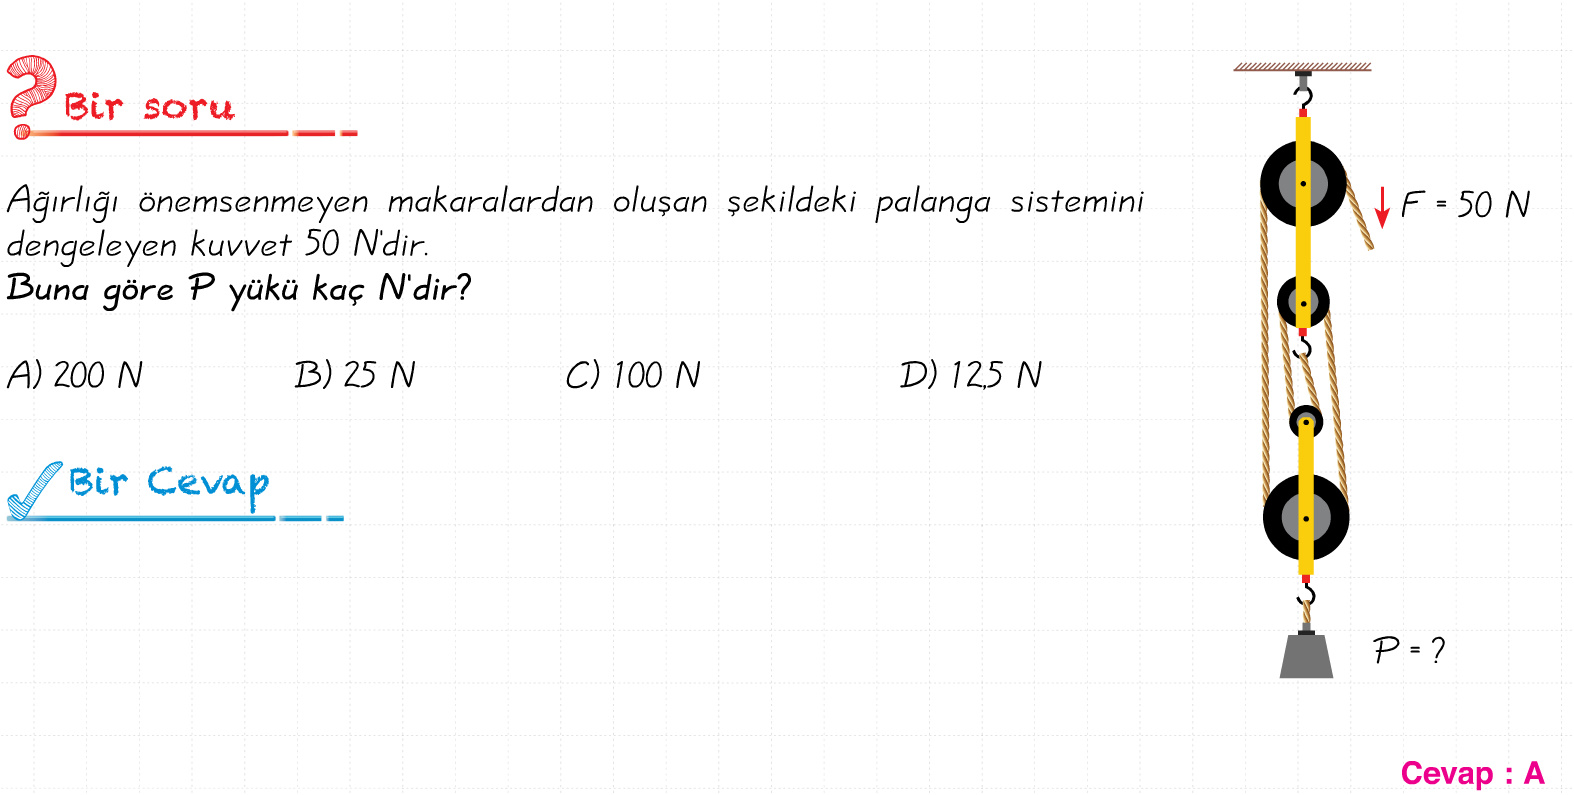 Bir soru
Ağırlığı önemsenmeyen makaralardan oluşan şekildeki palanga sistemini
dengeleyen kuvvet 50 N'dir.
Buna göre P yükü kaç N'dir?
A) 200 N B) 25 N C) 100 N D) 12,5 N
Bir Cevap
F = 50 N
P = ?
Cevap : A